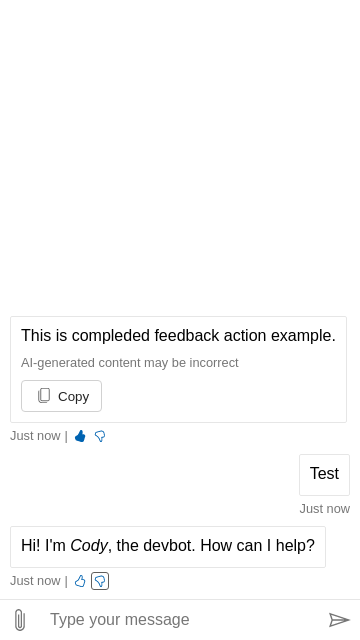 This is compleded feedback action example.
AI-generated content may be incorrect
Copy
Just now |
Test
Just now
Hi! I'm Cody, the devbot. How can I help?
Just now |
Type your message